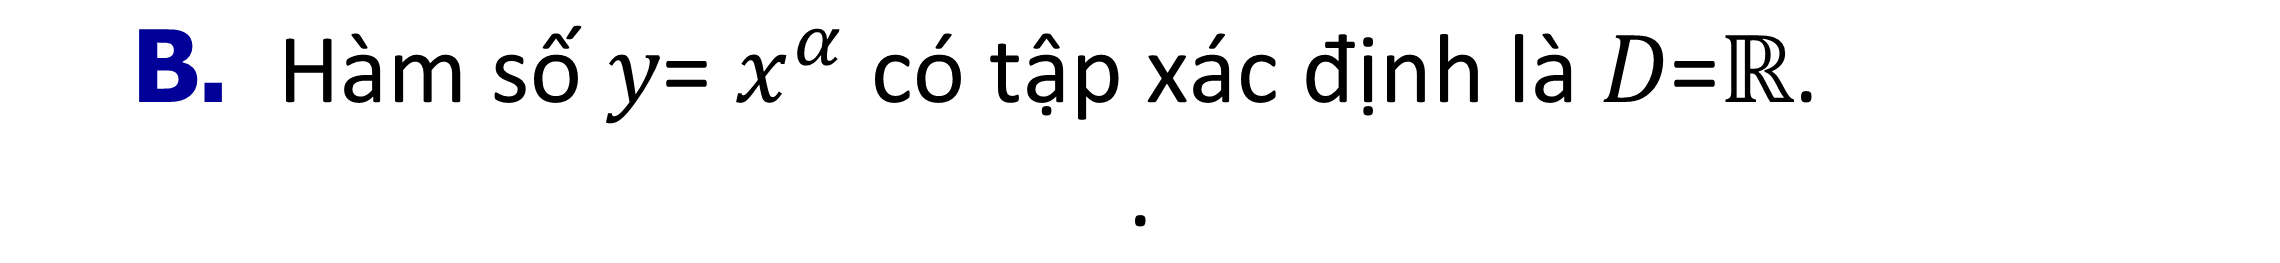 B. Hàm số y= x^α có tập xác định là D=ℝ.
.